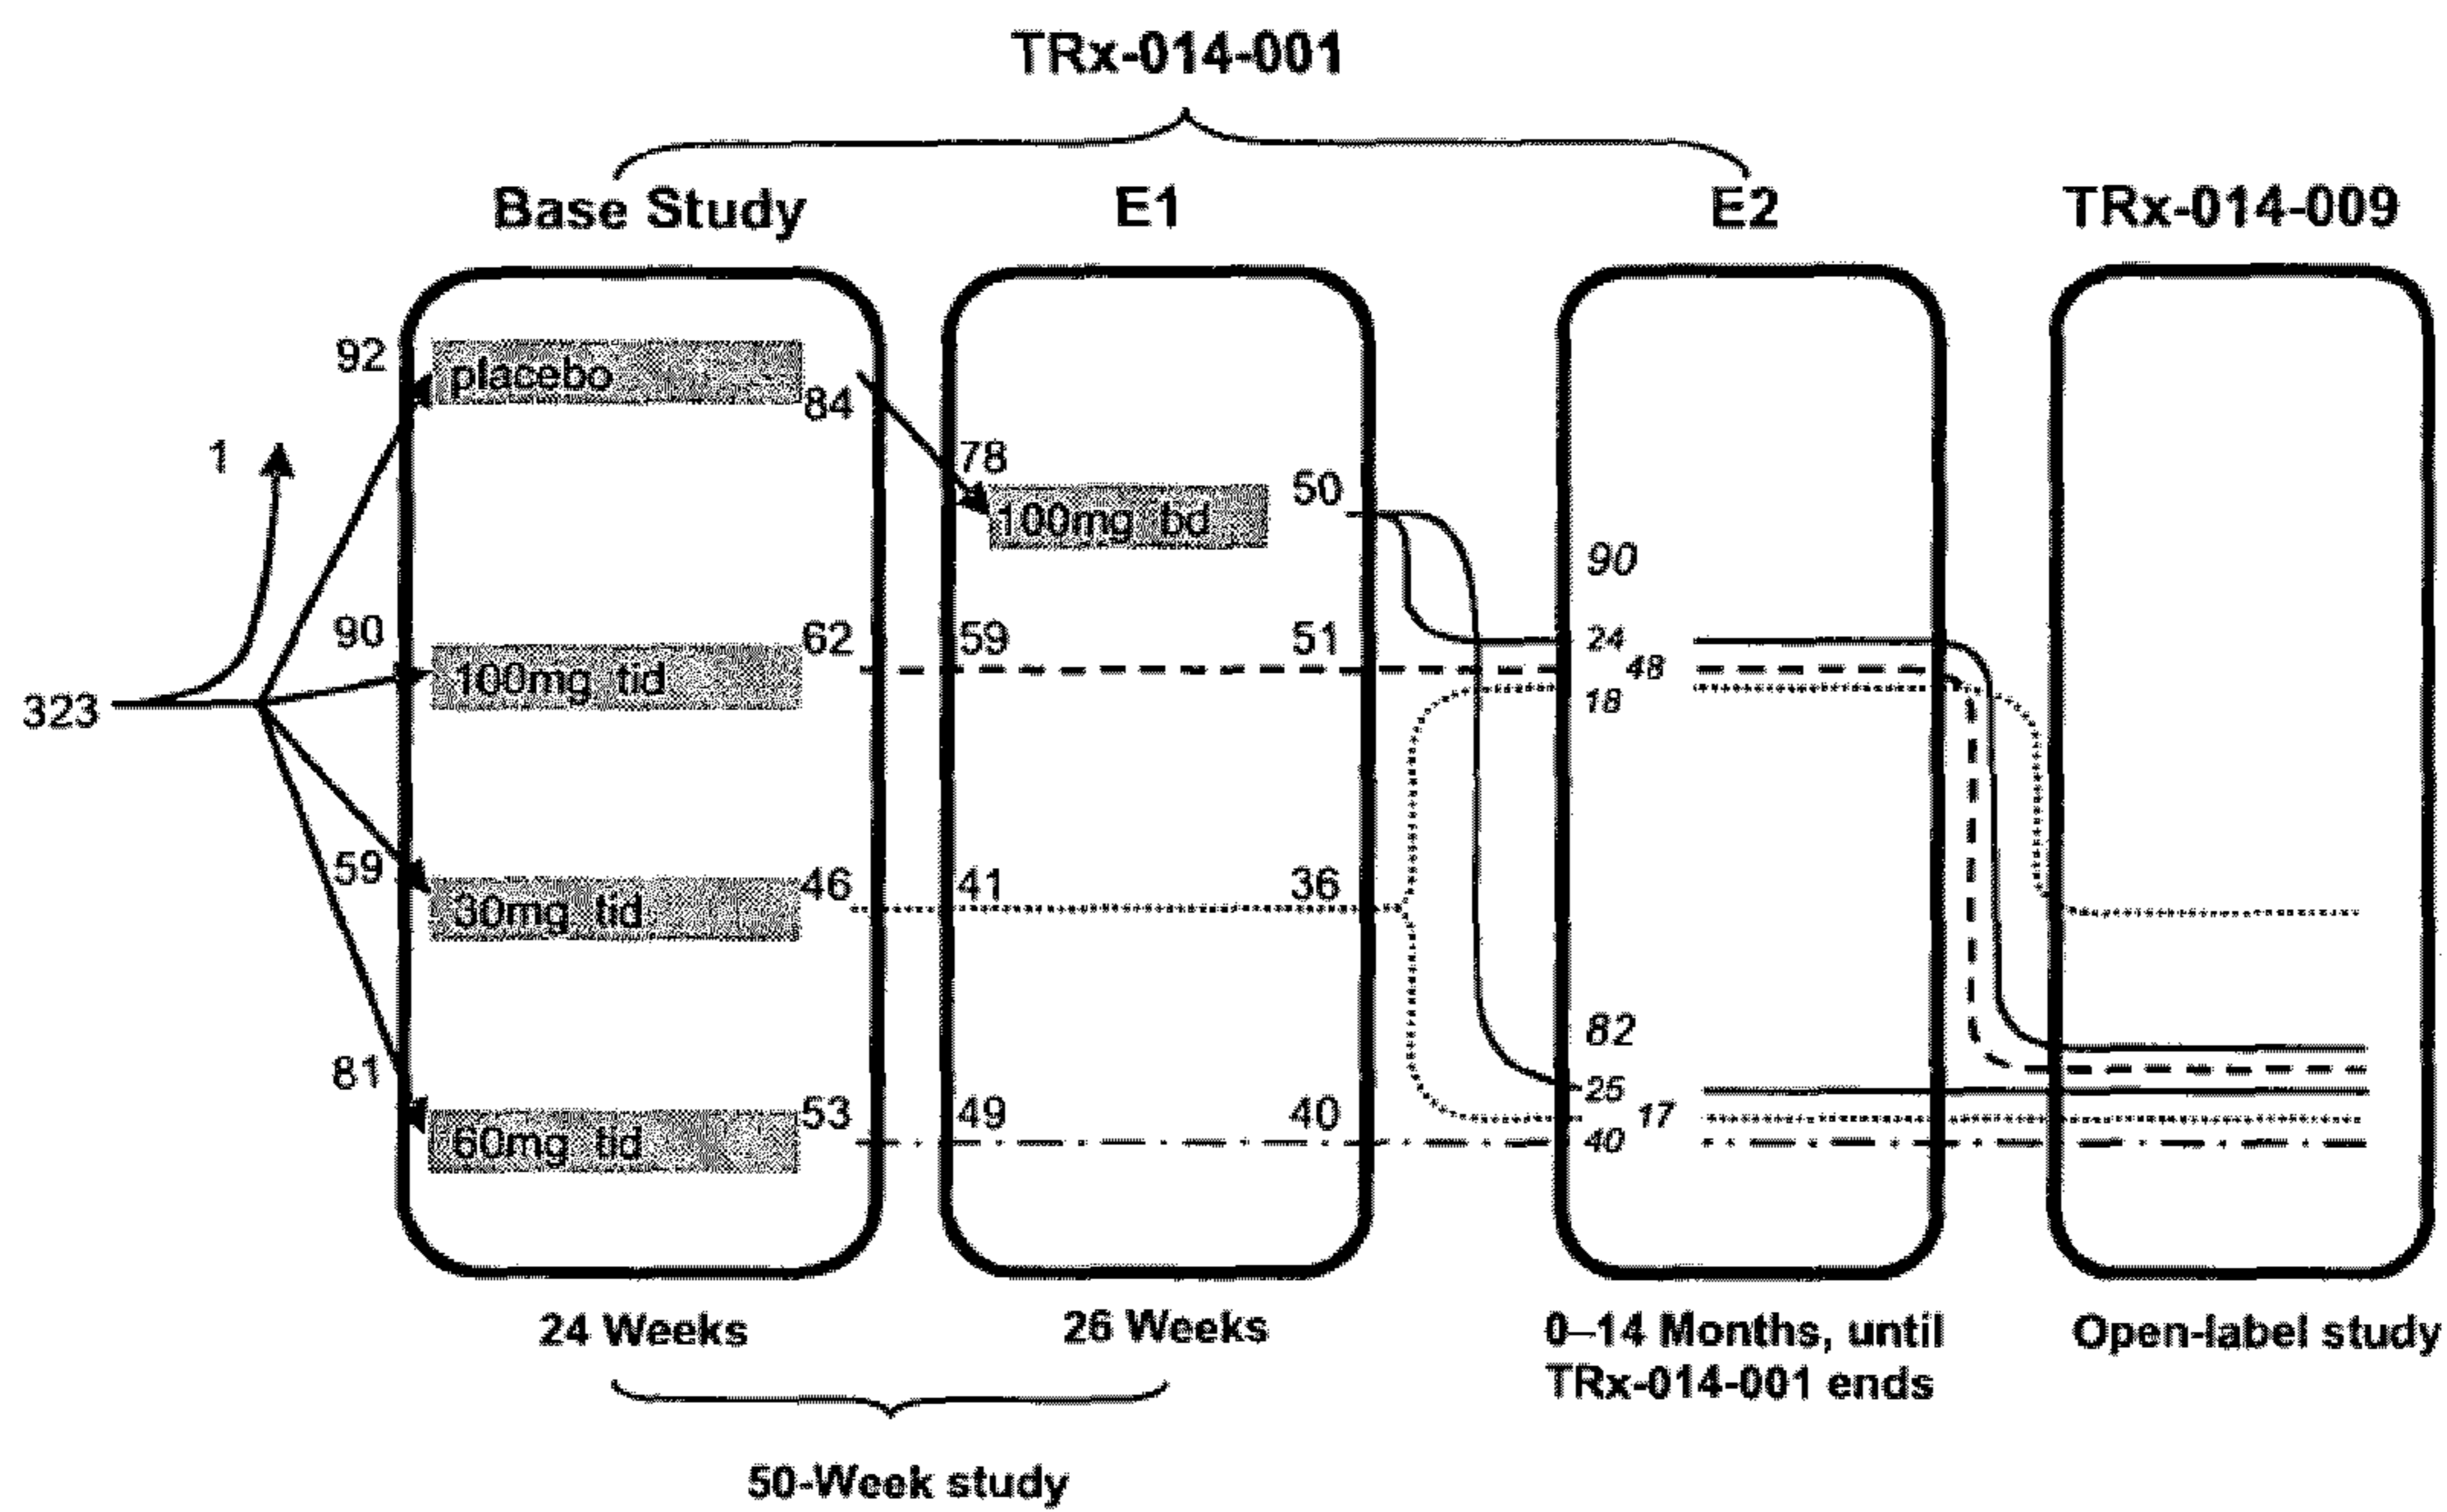 TRx-014-001
Base Study E1 E2 TRx-014-009
92 placebo 84
1
78
100mg bd 50
90
90 100mg tid 62 59 51 24
48
18
323
59 30mg tid 46 41 36
82
81 25
17
60mg tid 53 49 40 40
24 Weeks 26 Weeks 0–14 Months, until Open-label study
TRx-014-001 ends
50-Week study